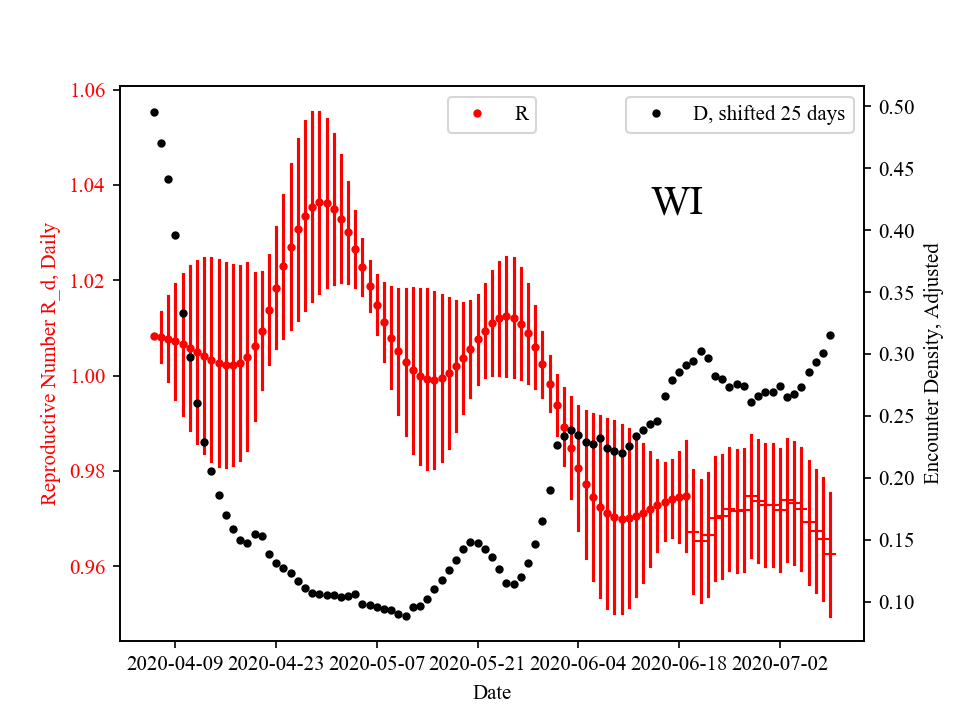 R
D, shifted 25 days
WI
Reproductive Number R_d, Daily
1.06
1.04
1.02
1.00
0.98
0.96
0.50
0.45
0.40
0.35
0.30
0.25
0.20
0.15
0.10
Encounter Density, Adjusted
2020-04-09 2020-04-23 2020-05-07 2020-05-21 2020-06-04 2020-06-18 2020-07-02
Date